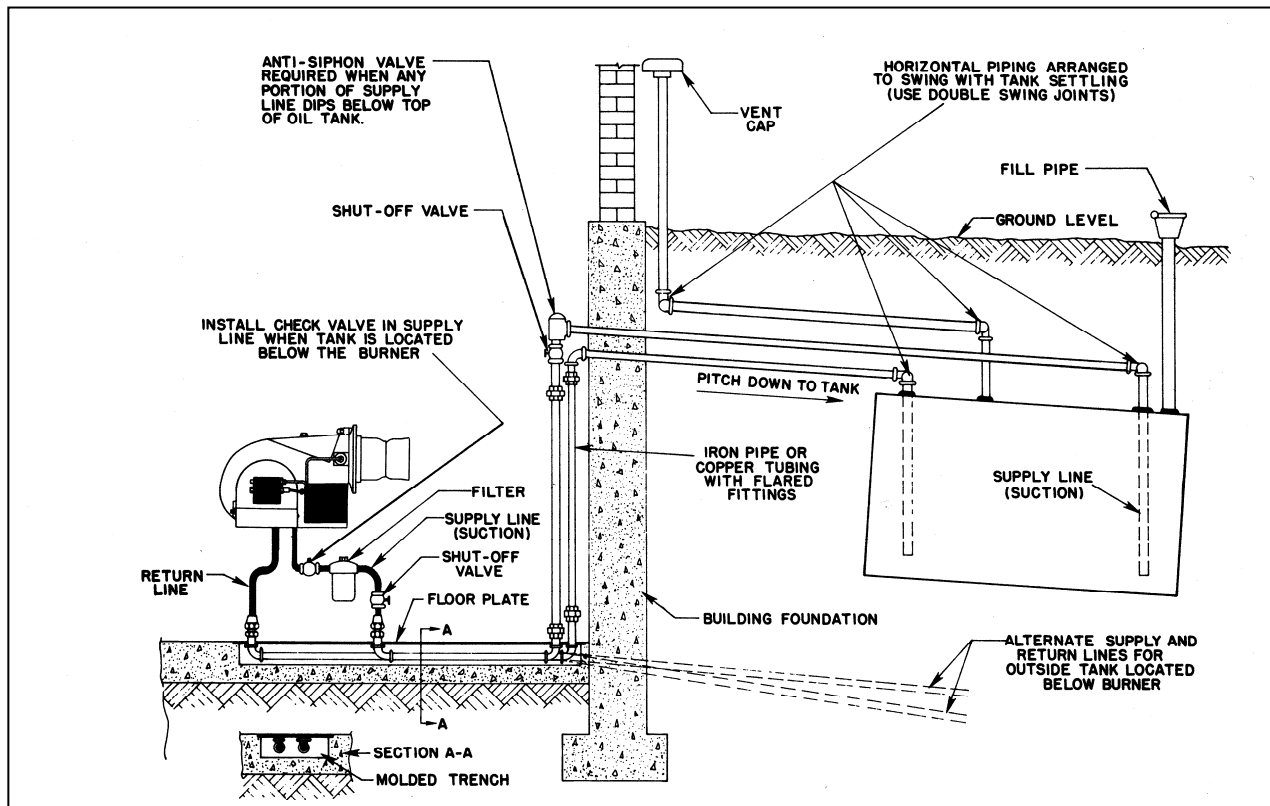 ANTI-SIPHON VALVE
REQUIRED WHEN ANY
PORTION OF SUPPLY
LINE DIPS BELOW TOP
OF OIL TANK.
HORIZONTAL PIPING ARRANGED
TO SWING WITH TANK SETTLING
(USE DOUBLE SWING JOINTS)
VENT
CAP
FILL PIPE
SHUT-OFF VALVE
GROUND LEVEL
INSTALL CHECK VALVE IN SUPPLY
LINE WHEN TANK IS LOCATED
BELOW THE BURNER
PITCH DOWN TO TANK
IRON PIPE OR
COPPER TUBING
WITH FLARED
FITTINGS
SUPPLY LINE
(SUCTION)
FILTER
SUPPLY LINE
(SUCTION)
SHUT-OFF
VALVE
RETURN
LINE
FLOOR PLATE
A
BUILDING FOUNDATION
ALTERNATE SUPPLY AND
RETURN LINES FOR
OUTSIDE TANK LOCATED
BELOW BURNER
A
SECTION A-A
MOLDED TRENCH